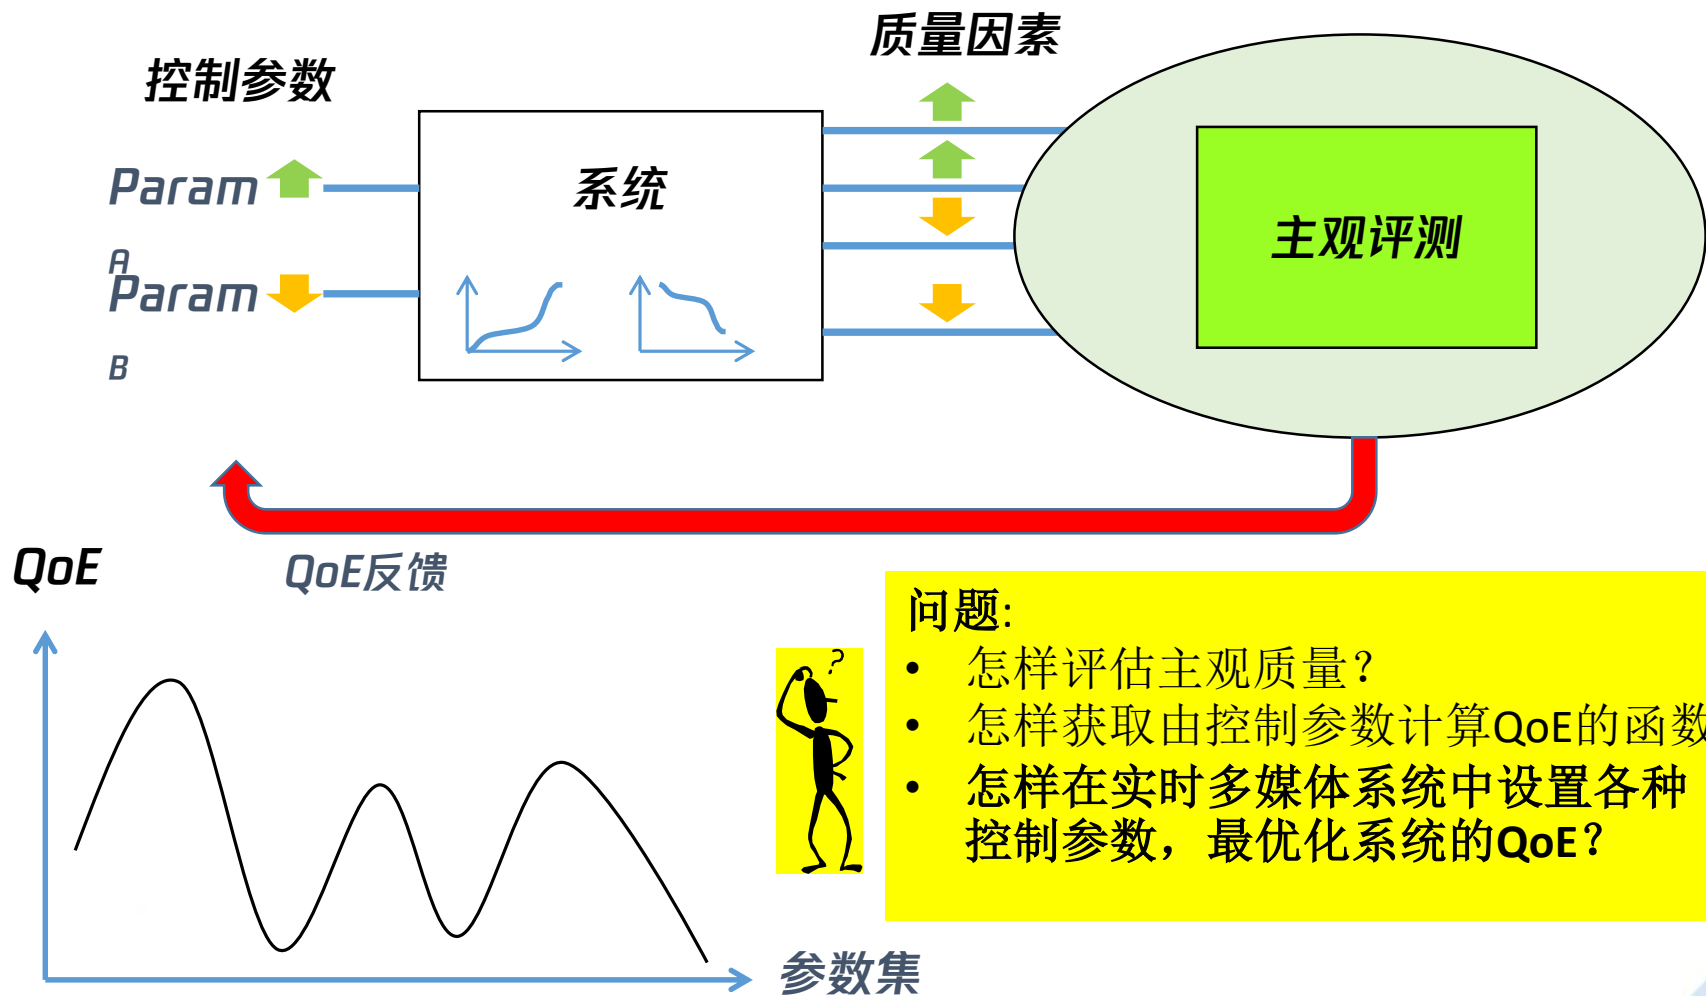 质量因素
控制参数
Param
A
Param
B
系统
主观评测
QoE
QoE反馈
?
问题:
• 怎样评估主观质量？
• 怎样获取由控制参数计算QoE的函数
• 怎样在实时多媒体系统中设置各种
控制参数，最优化系统的QoE？
参数集